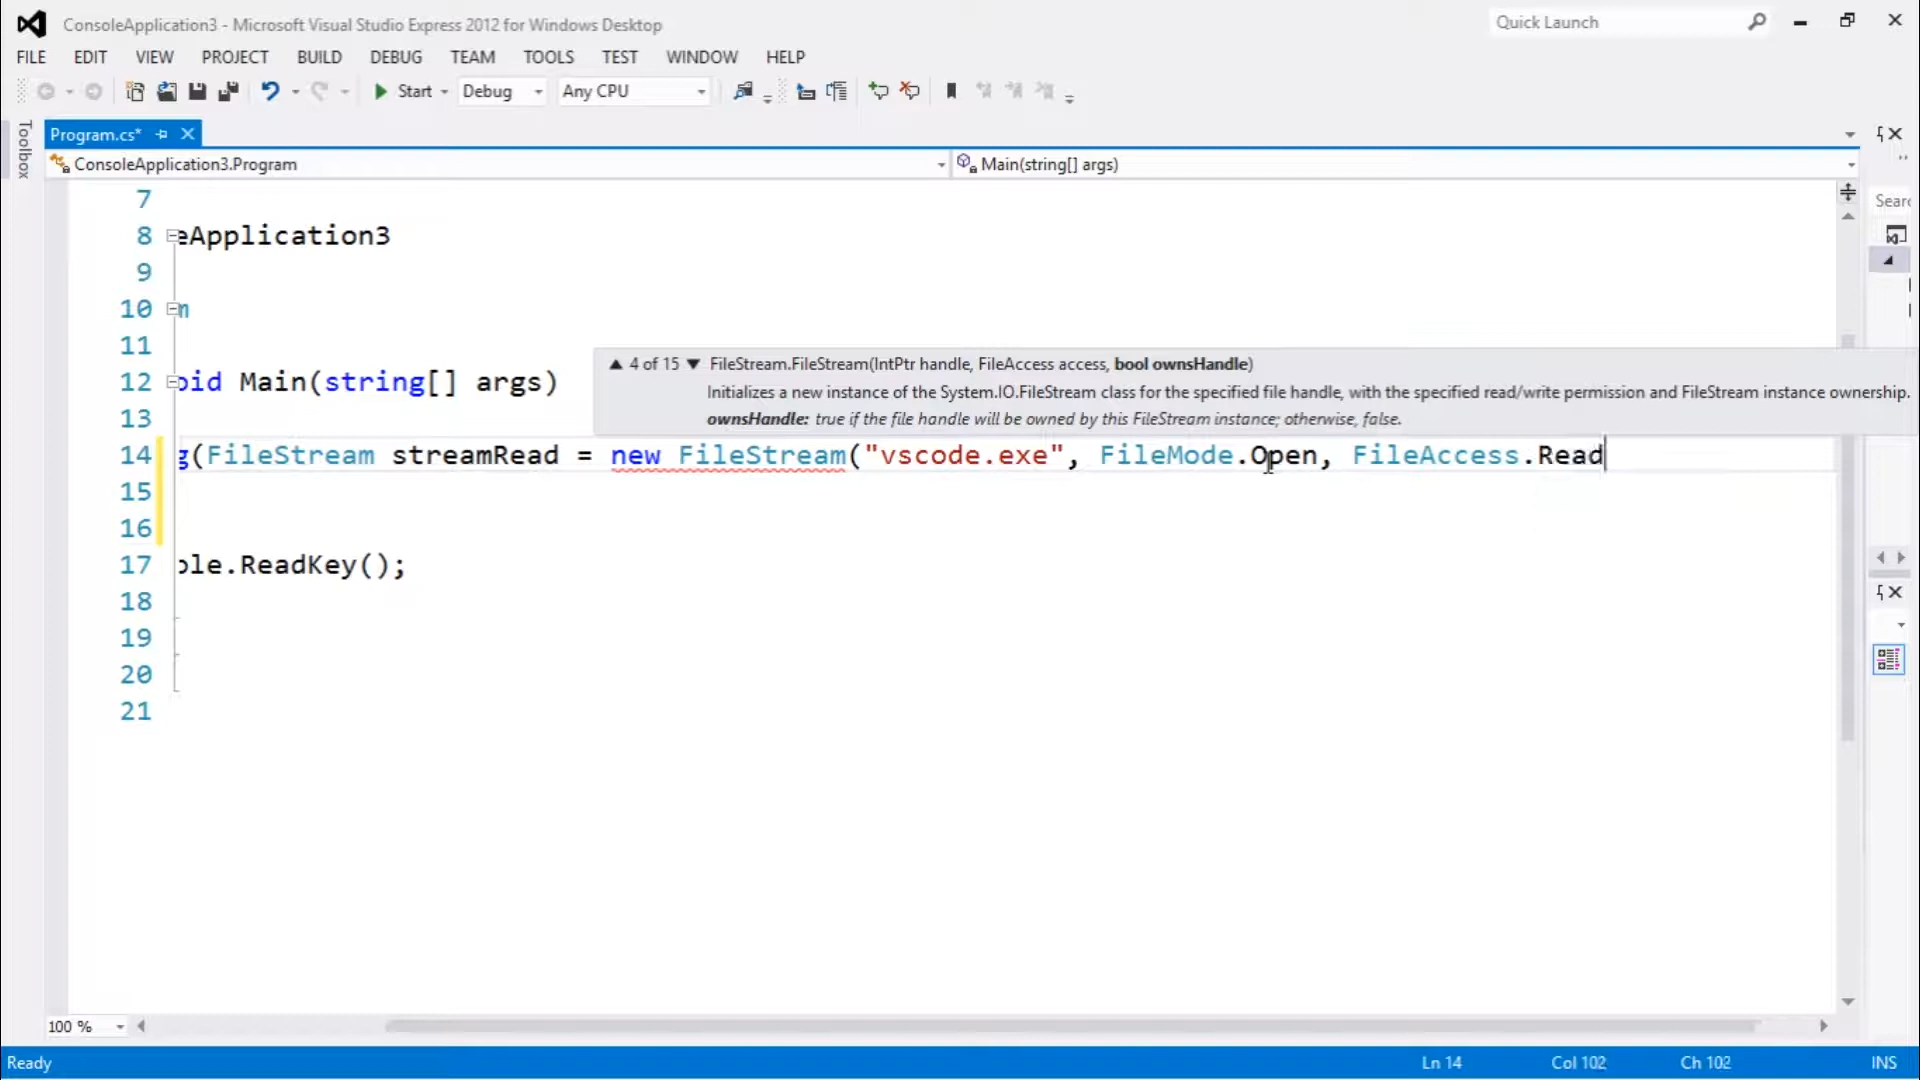 ConsoleApplication3 - Microsoft Visual Studio Express 2012 for Windows Desktop
Quick Launch
FILE EDIT VIEW PROJECT BUILD DEBUG TEAM TOOLS TEST WINDOW HELP
Start Debug Any CPU
Toolbox
Program.cs*
ConsoleApplication3.Program
Main(string[] args)
7
Sear
8 eApplication3
9
10
11
4 of 15 FileStream.FileStream(IntPtr handle, FileAccess access, bool ownsHandle)
Initializes a new instance of the System.IO.FileStream class for the specified file handle, with the specified read/write permission and FileStream instance ownership.
ownsHandle: true if the file handle will be owned by this FileStream instance; otherwise, false.
12 oid Main(string[] args)
13
14 g(FileStream streamRead = new FileStream("vscode.exe", FileMode.Open, FileAccess.Read
15
16
17 ole.ReadKey();
18
19
20
21
100 %
Ready
Ln 14 Col 102 Ch 102 INS